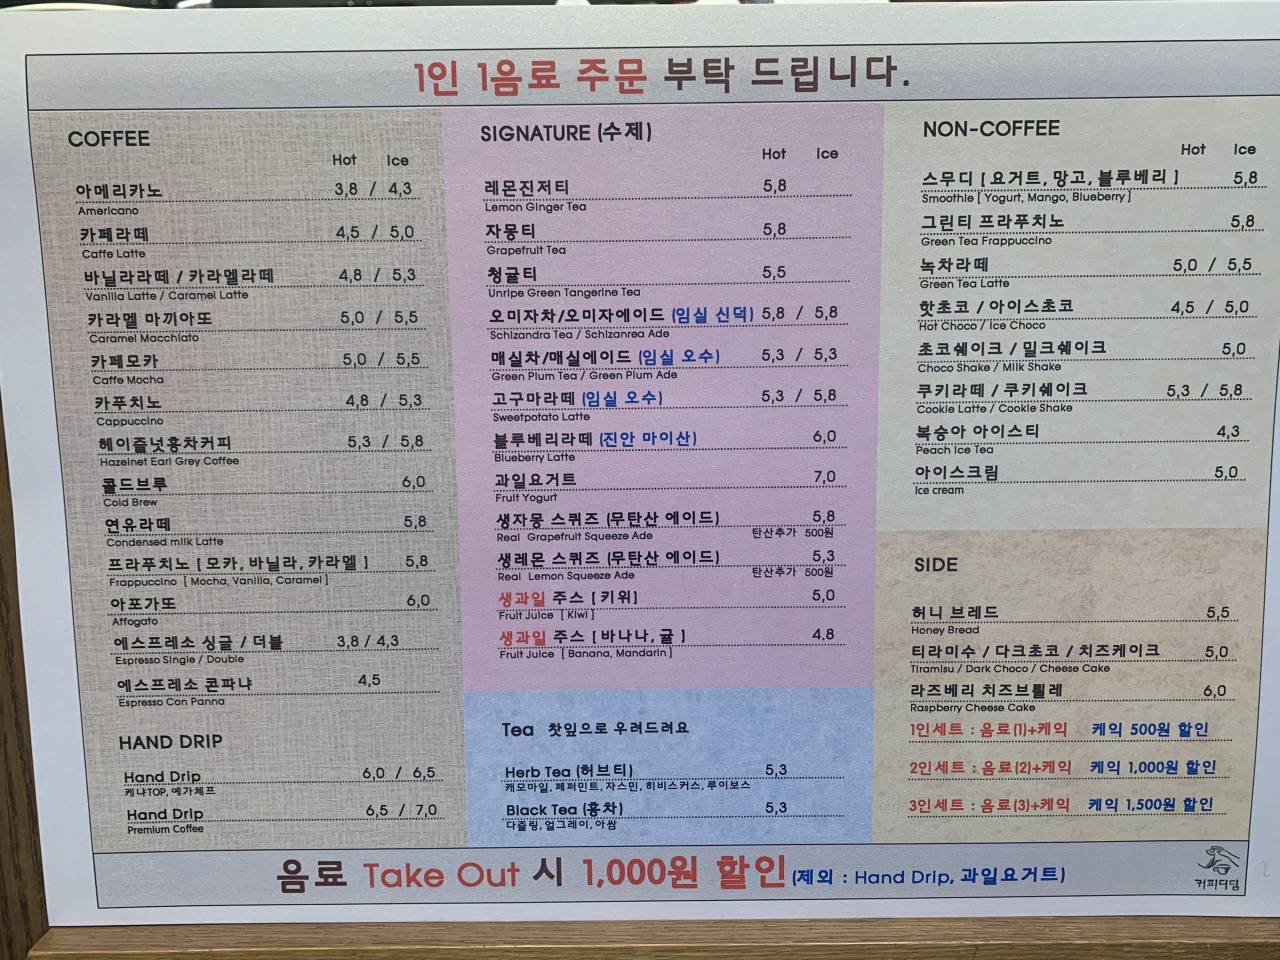 1인 1음료 주문 부탁 드립니다.
COFFEE
Hot Ice
아메리카노 3,8 / 4,3
Americano
카페라떼 4,5 / 5,0
Caffe Latte
바닐라라떼 / 카라멜라떼 4,8 / 5,3
Vanilla Latte / Caramel Latte
카라멜 마끼아또 5,0 / 5,5
Caramel Macchiato
카페모카 5,0 / 5,5
Caffe Mocha
카푸치노 4,8 / 5,3
Cappuccino
헤이즐넛홍차커피 5,3 / 5,8
Hazelnet Earl Grey Coffee
콜드브루 6,0
Cold Brew
연유라떼 5,8
Condensed milk Latte
프라푸치노 [ 모카, 바닐라, 카라멜 ] 5,8
Frappuccino [ Mocha, Vanilla, Caramel ]
아포가또 6,0
Affogato
에스프레소 싱글 / 더블 3,8 / 4,3
Espresso Single / Double
에스프레소 콘파냐 4,5
Espresso Con Panna
HAND DRIP
Hand Drip 6,0 / 6,5
케냐TOP, 예가체프
Hand Drip 6,5 / 7,0
Premium Coffee
SIGNATURE (수제)
Hot Ice
레몬진저티 5,8
Lemon Ginger Tea
자몽티 5,8
Grapefruit Tea
청귤티 5,5
Unripe Green Tangerine Tea
오미자차/오미자에이드 (임실 신덕) 5,8 / 5,8
Schizandra Tea / Schizanrea Ade
매실차/매실에이드 (임실 오수) 5,3 / 5,3
Green Plum Tea / Green Plum Ade
고구마라떼 (임실 오수) 5,3 / 5,8
Sweetpotato Latte
블루베리라떼 (진안 마이산) 6,0
Blueberry Latte
과일요거트 7,0
Fruit Yogurt
생자몽 스퀴즈 (무탄산 에이드) 5,8
Real Grapefruit Squeeze Ade 탄산추가 500원
생레몬 스퀴즈 (무탄산 에이드) 5,3
Real Lemon Squeeze Ade 탄산추가 500원
생과일 주스 [ 키위] 5,0
Fruit Juice [ Kiwi ]
생과일 주스 [ 바나나, 귤 ] 4,8
Fruit Juice [ Banana, Mandarin ]
Tea 찻잎으로 우려드려요
Herb Tea (허브티) 5,3
캐모마일, 페퍼민트, 자스민, 히비스커스, 루이보스
Black Tea (홍차) 5,3
다즐링, 얼그레이, 아쌈
NON-COFFEE
Hot Ice
스무디 [ 요거트, 망고, 블루베리 ] 5,8
Smoothie [ Yogurt, Mango, Blueberry ]
그린티 프라푸치노 5,8
Green Tea Frappuccino
녹차라떼 5,0 / 5,5
Green Tea Latte
핫초코 / 아이스초코 4,5 / 5,0
Hot Choco / Ice Choco
초코쉐이크 / 밀크쉐이크 5,0
Choco Shake / Milk Shake
쿠키라떼 / 쿠키쉐이크 5,3 / 5,8
Cookie Latte / Cookie Shake
복숭아 아이스티 4,3
Peach Ice Tea
아이스크림 5,0
Ice cream
SIDE
허니 브레드 5,5
Honey Bread
티라미수 / 다크초코 / 치즈케이크 5,0
Tiramisu / Dark Choco / Cheese Cake
라즈베리 치즈브륄레 6,0
Raspberry Cheese Cake
1인세트 : 음료(1)+케익 케익 500원 할인
2인세트 : 음료(2)+케익 케익 1,000원 할인
3인세트 : 음료(3)+케익 케익 1,500원 할인
음료 Take Out 시 1,000원 할인 (제외 : Hand Drip, 과일요거트)
커피디딤